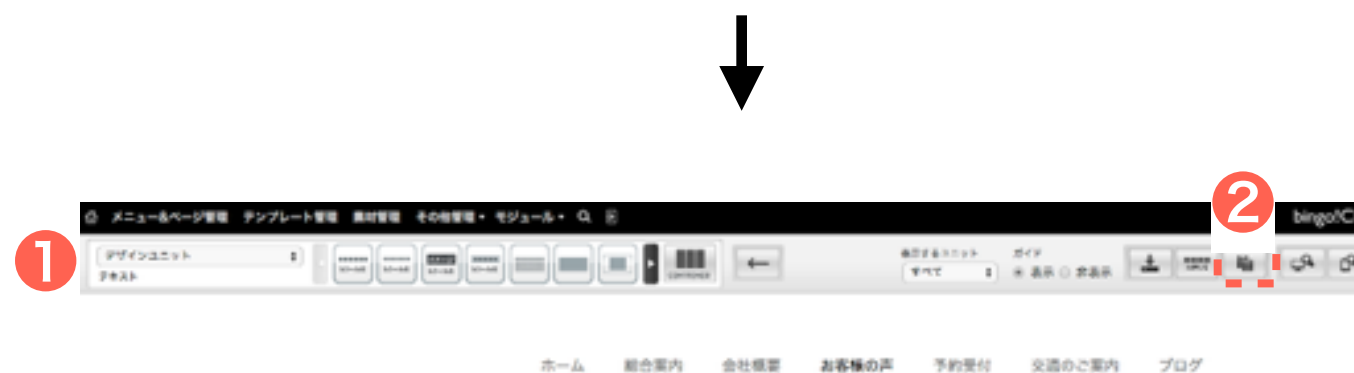 2
メニュー&ページ管理 テンプレート管理 素材管理 その他管理 モジュール bingo!C
1
デザインユニット 表示するユニット ガイド
テキスト すべて 表示 非表示
ホーム 総合案内 会社概要 お客様の声 予約受付 交通のご案内 ブログ